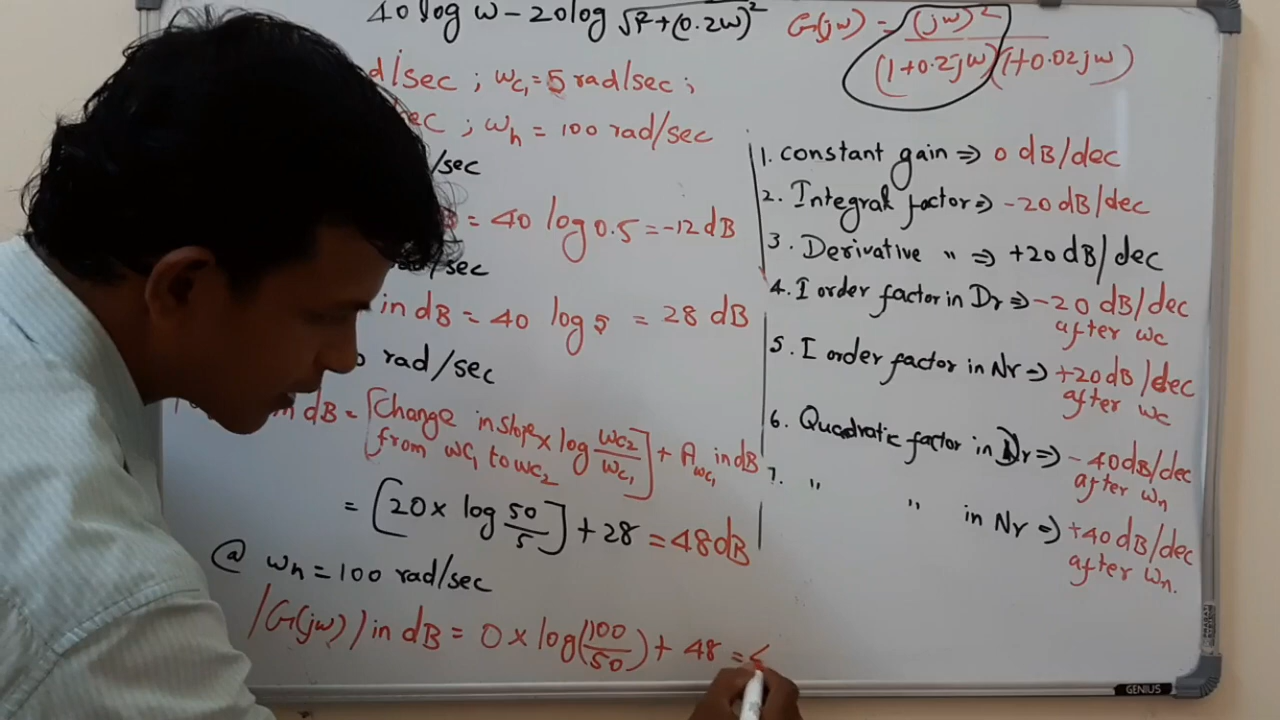 40 log ω − 20 log √1²+(0.2ω)²
G(jω) = (jω)² / (1+0.2jω)(1+0.02jω)
d/sec ; ωc₁ = 5 rad/sec ;
ec ; ωh = 100 rad/sec
/sec
= 40 log 0.5 = -12 dB
/sec
in dB = 40 log 5 = 28 dB
rad/sec
in dB = [Change in slope from ωc₁ to ωc₂ × log ωc₂/ωc₁] + Aωc₁ in dB
= [20 × log 50/5] + 28 = 48 dB
@ ωh = 100 rad/sec
|G(jω)| in dB = 0 × log(100/50) + 48 =
1. constant gain ⇒ 0 dB/dec
2. Integral factor ⇒ -20 dB/dec
3. Derivative " ⇒ +20 dB/dec
4. I order factor in Dr ⇒ -20 dB/dec
after ωc
5. I order factor in Nr ⇒ +20 dB/dec
after ωc
6. Quadratic factor in Dr ⇒ -40 dB/dec
after ωn
7. " " in Nr ⇒ +40 dB/dec
after ωn.
GENIUS